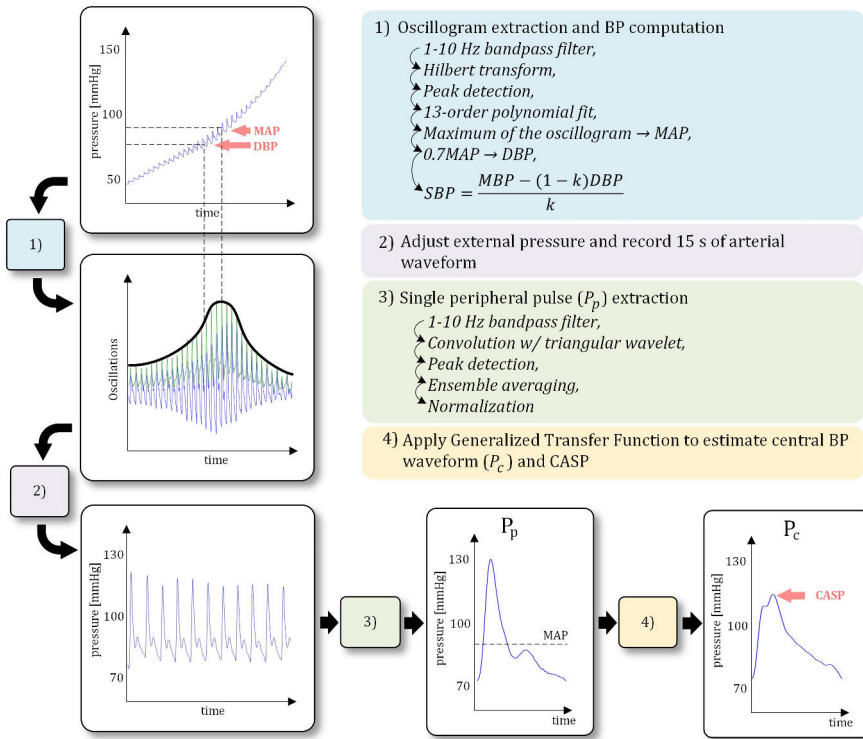 150
100
50
pressure [mmHg]
MAP
DBP
time
1) Oscillogram extraction and BP computation
1-10 Hz bandpass filter,
Hilbert transform,
Peak detection,
13-order polynomial fit,
Maximum of the oscillogram → MAP,
0.7MAP → DBP,
SBP = \frac{MBP − (1 − k)DBP}{k}
1)
2) Adjust external pressure and record 15 s of arterial
waveform
Oscillations
time
3) Single peripheral pulse (P_p) extraction
1-10 Hz bandpass filter,
Convolution w/ triangular wavelet,
Peak detection,
Ensemble averaging,
Normalization
4) Apply Generalized Transfer Function to estimate central BP
waveform (P_c) and CASP
2)
130
100
70
pressure [mmHg]
time
3)
P_p
130
100
70
pressure [mmHg]
MAP
time
4)
P_c
130
100
70
pressure [mmHg]
CASP
time